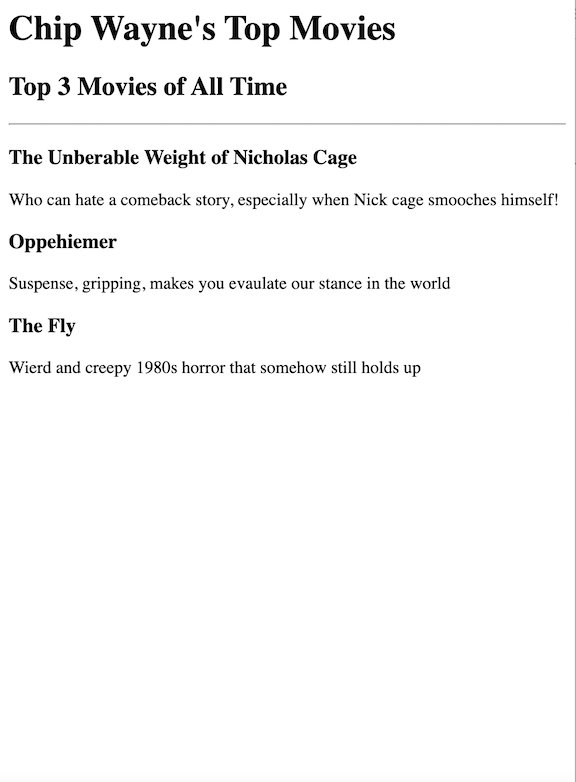 Chip Wayne's Top Movies
Top 3 Movies of All Time
The Unberable Weight of Nicholas Cage
Who can hate a comeback story, especially when Nick cage smooches himself!
Oppehiemer
Suspense, gripping, makes you evaulate our stance in the world
The Fly
Wierd and creepy 1980s horror that somehow still holds up